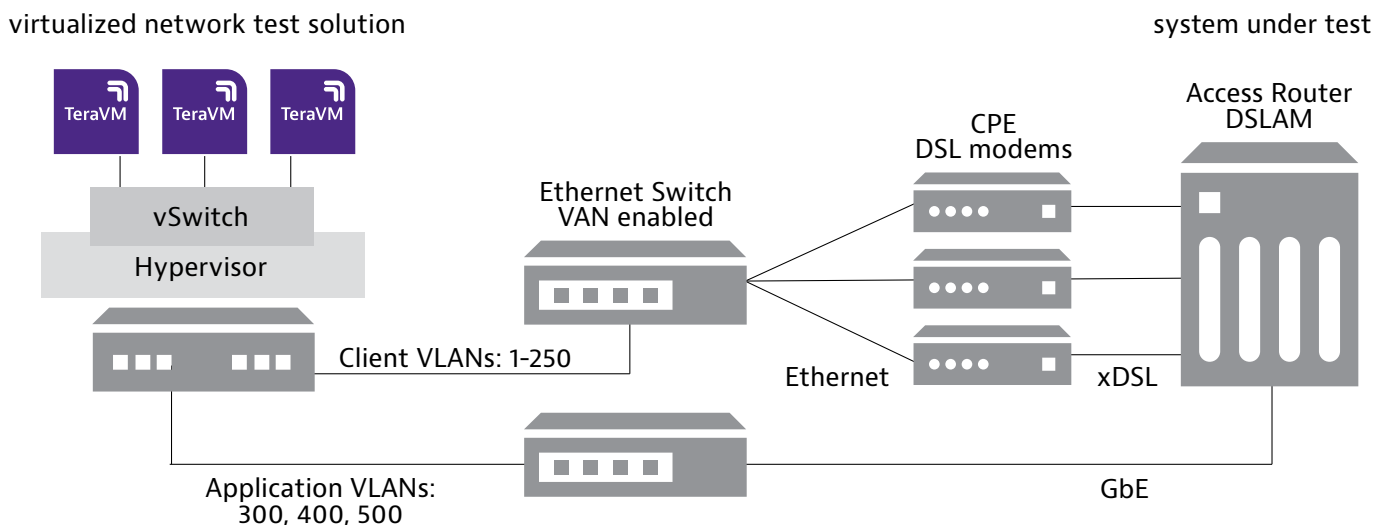 virtualized network test solution
system under test
TeraVM
TeraVM
TeraVM
vSwitch
Hypervisor
Ethernet Switch
VAN enabled
CPE
DSL modems
Access Router
DSLAM
Client VLANs: 1-250
Ethernet
xDSL
Application VLANs:
300, 400, 500
GbE